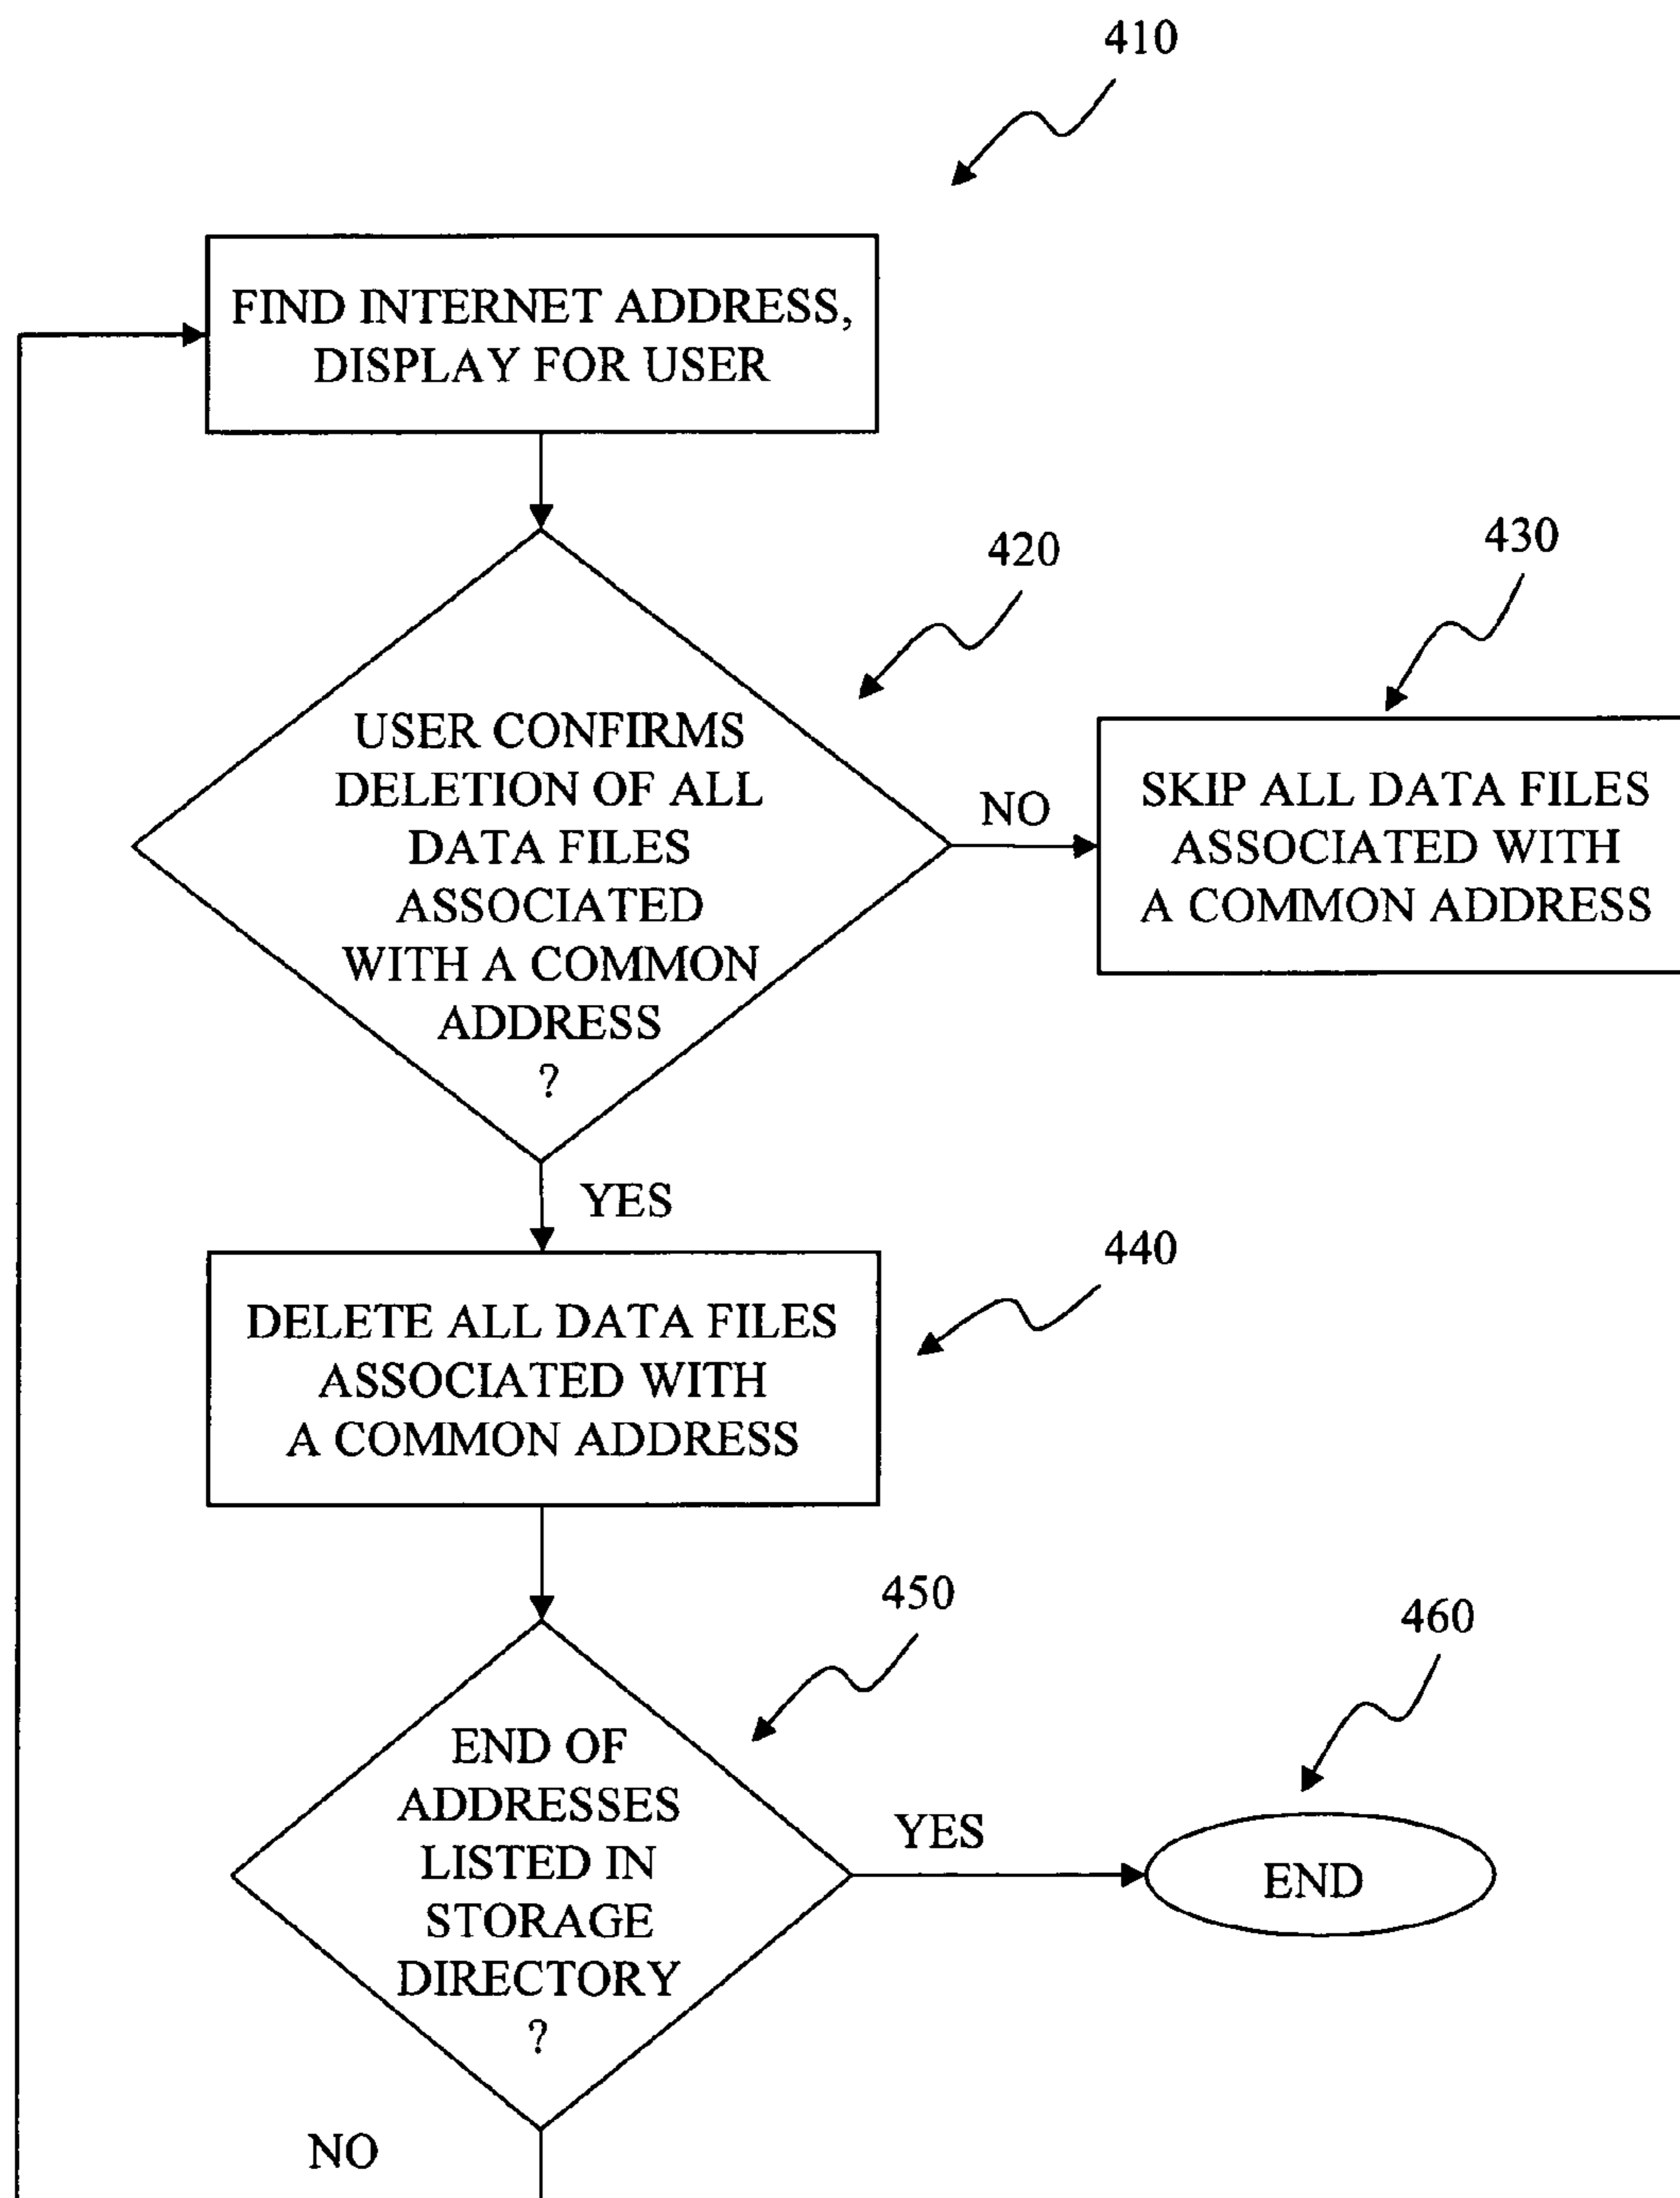 410
FIND INTERNET ADDRESS,
DISPLAY FOR USER
420
USER CONFIRMS
DELETION OF ALL
DATA FILES
ASSOCIATED
WITH A COMMON
ADDRESS
?
NO
430
SKIP ALL DATA FILES
ASSOCIATED WITH
A COMMON ADDRESS
YES
440
DELETE ALL DATA FILES
ASSOCIATED WITH
A COMMON ADDRESS
450
END OF
ADDRESSES
LISTED IN
STORAGE
DIRECTORY
?
YES
460
END
NO